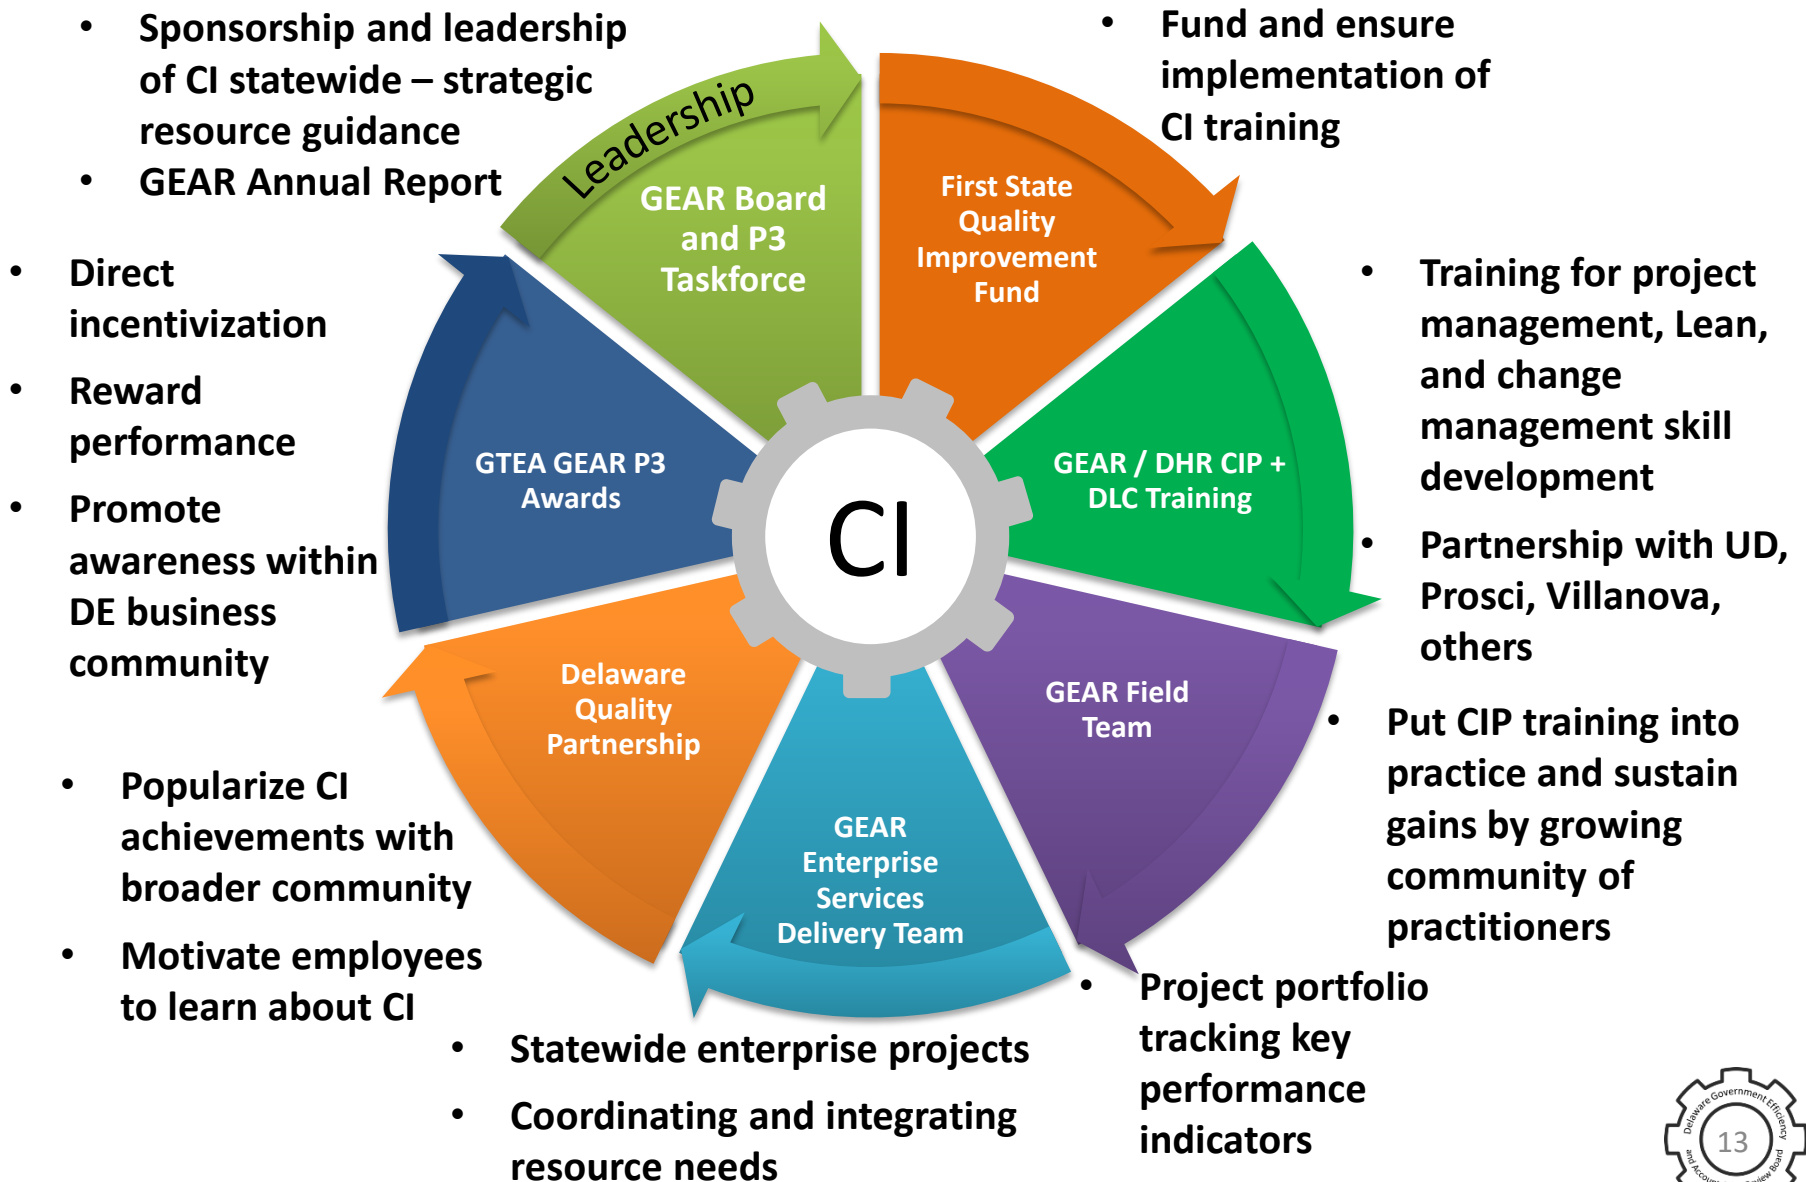 • Sponsorship and leadership
of CI statewide – strategic
resource guidance
• GEAR Annual Report
• Fund and ensure
implementation of
CI training
Leadership
GEAR Board
and P3
Taskforce
First State
Quality
Improvement
Fund
• Direct
incentivization
• Reward
performance
• Promote
awareness within
DE business
community
GTEA GEAR P3
Awards
CI
GEAR / DHR CIP +
DLC Training
• Training for project
management, Lean,
and change
management skill
development
• Partnership with UD,
Prosci, Villanova,
others
Delaware
Quality
Partnership
GEAR Field
Team
• Put CIP training into
practice and sustain
gains by growing
community of
practitioners
• Popularize CI
achievements with
broader community
• Motivate employees
to learn about CI
GEAR
Enterprise
Services
Delivery Team
• Project portfolio
tracking key
performance
indicators
• Statewide enterprise projects
• Coordinating and integrating
resource needs
Delaware Government Efficiency
13
and Review Board